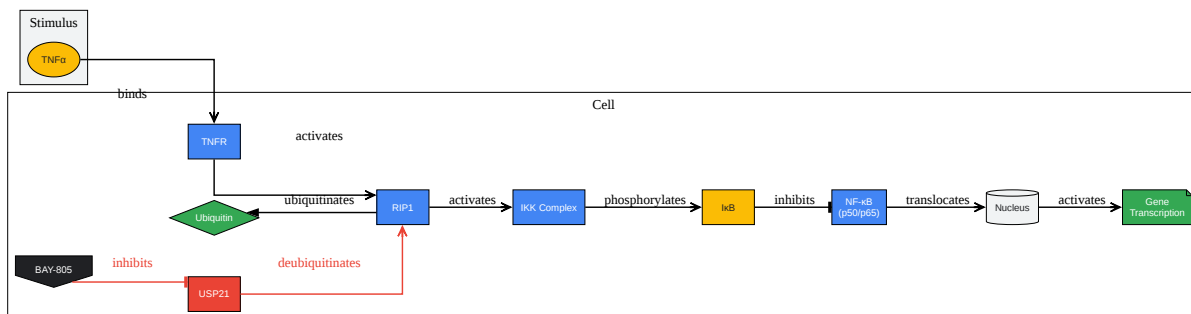 Stimulus
TNFα
binds
Cell
TNFR
activates
Ubiquitin
ubiquitinates
RIP1
activates
IKK Complex
phosphorylates
IκB
inhibits
NF-κB
(p50/p65)
translocates
Nucleus
activates
Gene
Transcription
BAY-805
inhibits
USP21
deubiquitinates